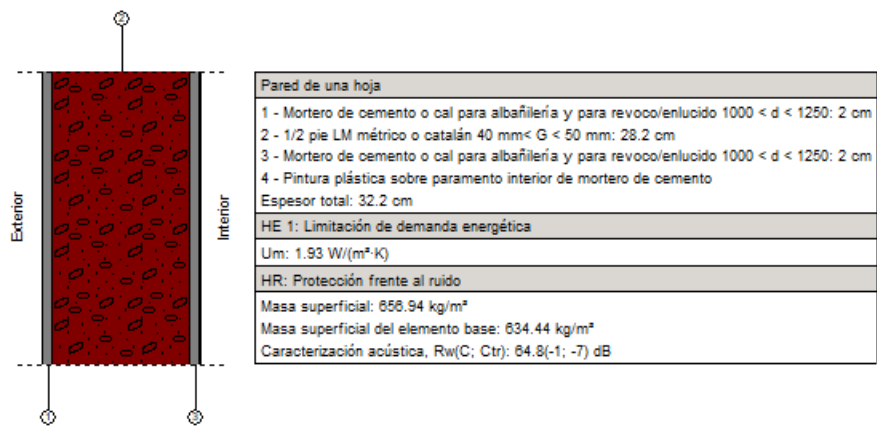 2
Exterior
Interior
1
3
Pared de una hoja
1 - Mortero de cemento o cal para albañilería y para revoco/enlucido 1000 < d < 1250: 2 cm
2 - 1/2 pie LM métrico o catalán 40 mm< G < 50 mm: 28.2 cm
3 - Mortero de cemento o cal para albañilería y para revoco/enlucido 1000 < d < 1250: 2 cm
4 - Pintura plástica sobre paramento interior de mortero de cemento
Espesor total: 32.2 cm
HE 1: Limitación de demanda energética
Um: 1.93 W/(m²·K)
HR: Protección frente al ruido
Masa superficial: 656.94 kg/m²
Masa superficial del elemento base: 634.44 kg/m²
Caracterización acústica, Rw(C; Ctr): 64.8(-1; -7) dB